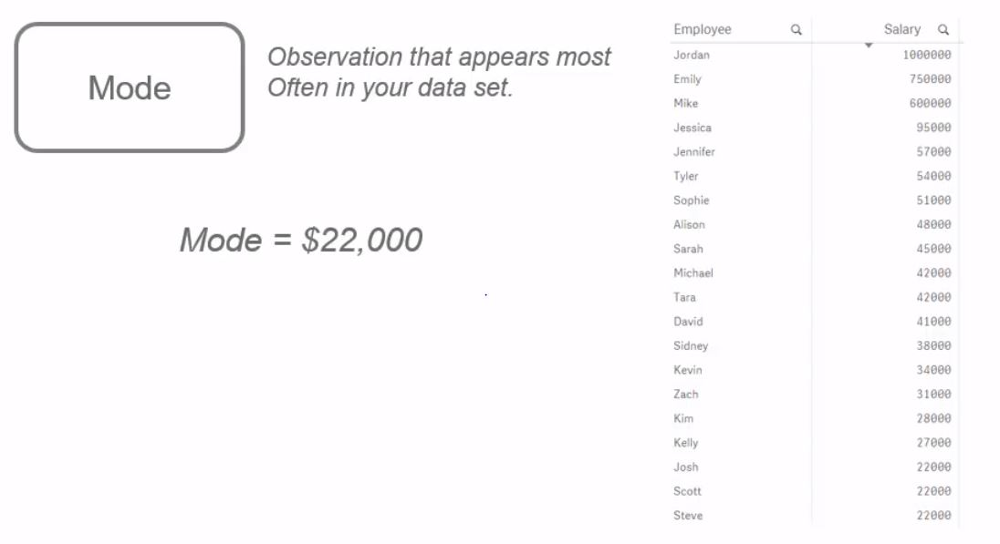 Mode
Observation that appears most
Often in your data set.
Mode = $22,000
Employee Salary
Jordan 1000000
Emily 750000
Mike 600000
Jessica 95000
Jennifer 57000
Tyler 54000
Sophie 51000
Alison 48000
Sarah 45000
Michael 42000
Tara 42000
David 41000
Sidney 38000
Kevin 34000
Zach 31000
Kim 28000
Kelly 27000
Josh 22000
Scott 22000
Steve 22000